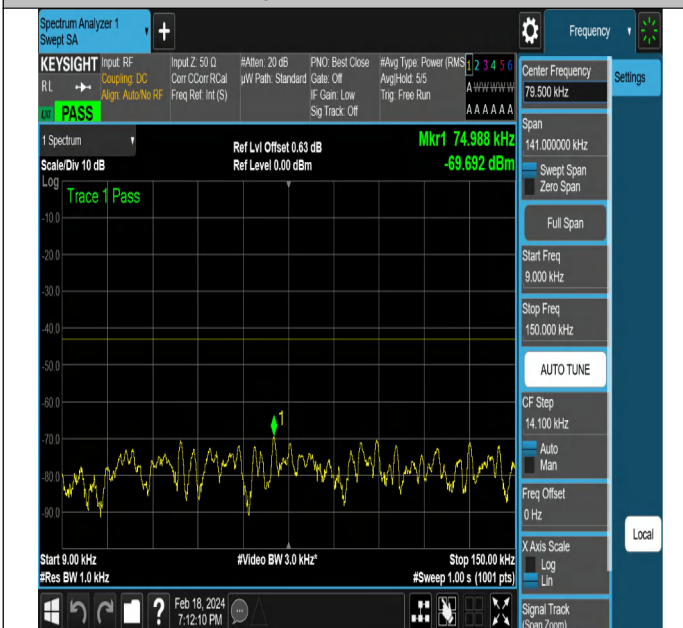 Spectrum Analyzer 1
Swept SA
+
Frequency
KEYSIGHT
RL
LXI
PASS
Input: RF
Coupling: DC
Align: Auto/No RF
Input Z: 50 Ω
Corr CCorr RCal
Freq Ref: Int (S)
#Atten: 20 dB
µW Path: Standard
PNO: Best Close
Gate: Off
IF Gain: Low
Sig Track: Off
#Avg Type: Power (RMS
Avg|Hold: 5/5
Trig: Free Run
1 2 3 4 5 6
A W W W W W
A A A A A A
1 Spectrum
Scale/Div 10 dB
Ref Lvl Offset 0.63 dB
Ref Level 0.00 dBm
Mkr1 74.988 kHz
-69.692 dBm
Log
Trace 1 Pass
-10.0
-20.0
-30.0
-40.0
-50.0
-60.0
-70.0
-80.0
-90.0
1
Start 9.00 kHz
#Res BW 1.0 kHz
#Video BW 3.0 kHz*
Stop 150.00 kHz
#Sweep 1.00 s (1001 pts)
?
Feb 18, 2024
7:12:10 PM
Center Frequency
79.500 kHz
Settings
Span
141.000000 kHz
Swept Span
Zero Span
Full Span
Start Freq
9.000 kHz
Stop Freq
150.000 kHz
AUTO TUNE
CF Step
14.100 kHz
Auto
Man
Freq Offset
0 Hz
Local
X Axis Scale
Log
Lin
Signal Track
(Span Zoom)